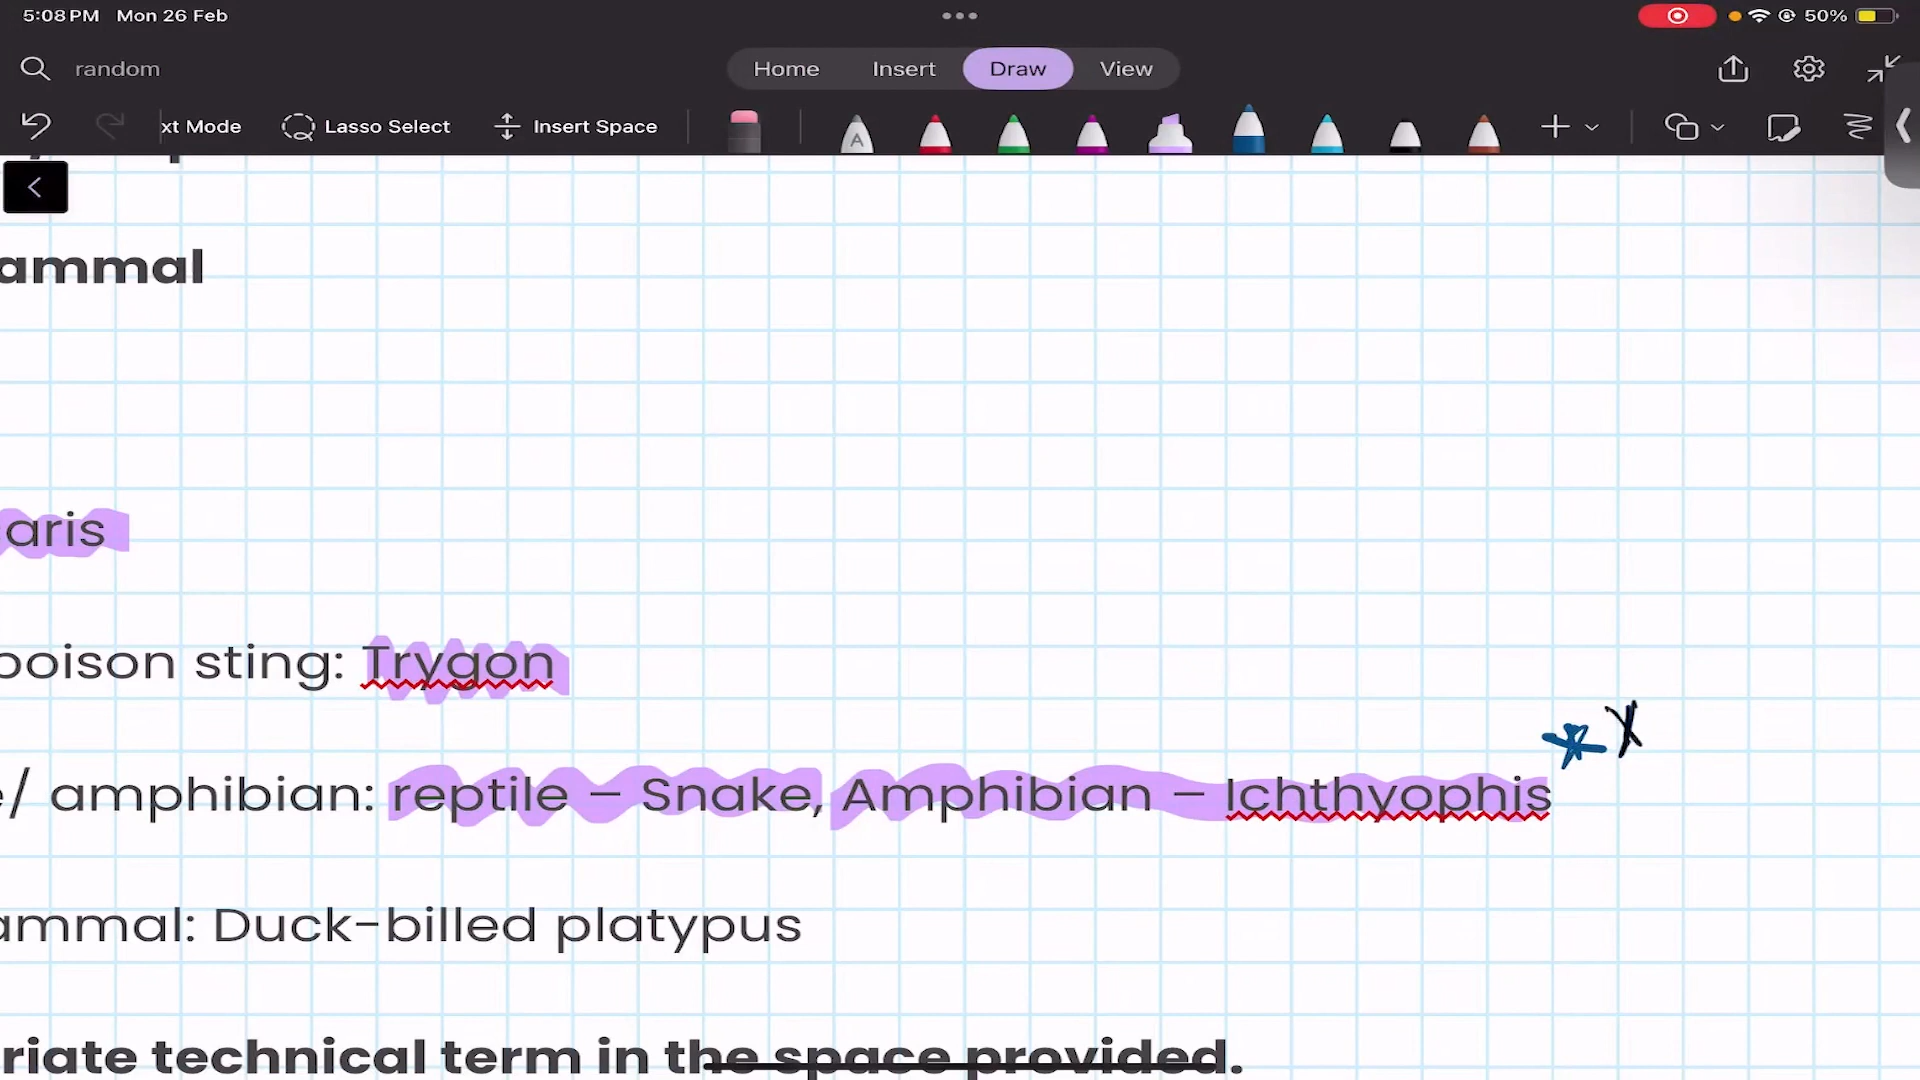 5:08 PM Mon 26 Feb
50%
random
Home Insert Draw View
xt Mode Lasso Select Insert Space
A
ammal
aris
poison sting: Trygon
X
e/ amphibian: reptile – Snake, Amphibian – Ichthyophis
ammal: Duck-billed platypus
riate technical term in the space provided.